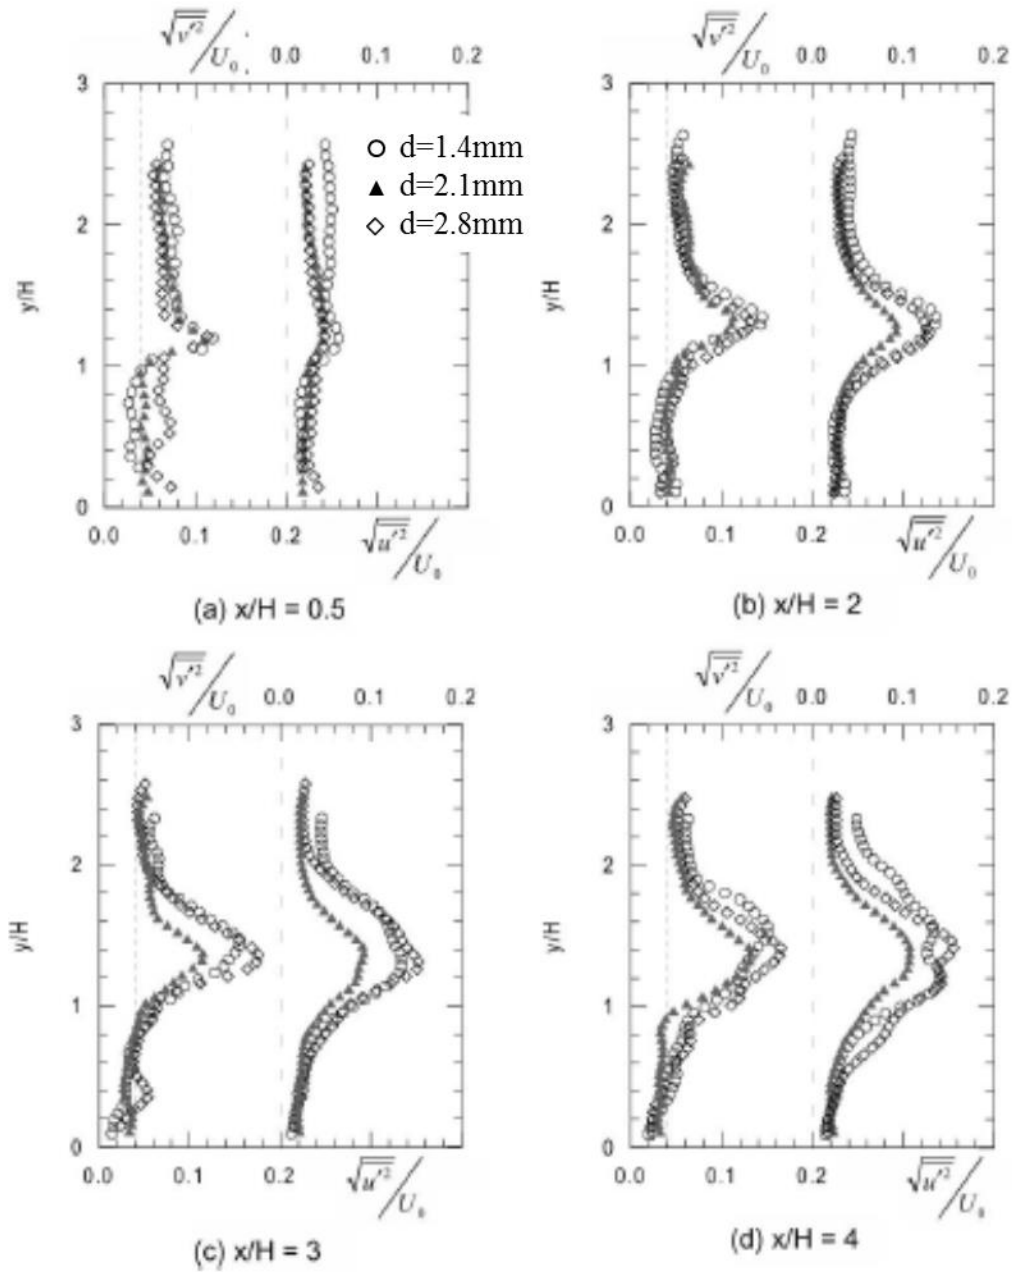 √v'² / U₀ 0.0 0.1 0.2
√v'² / U₀ 0.0 0.1 0.2
3
2
1
0
y/H
d=1.4mm
d=2.1mm
d=2.8mm
3
2
1
0
y/H
0.0 0.1 0.2 √u'² / U₀
0.0 0.1 0.2 √u'² / U₀
(a) x/H = 0.5
(b) x/H = 2
√v'² / U₀ 0.0 0.1 0.2
√v'² / U₀ 0.0 0.1 0.2
3
2
1
0
y/H
3
2
1
0
y/H
0.0 0.1 0.2 √u'² / U₀
0.0 0.1 0.2 √u'² / U₀
(c) x/H = 3
(d) x/H = 4